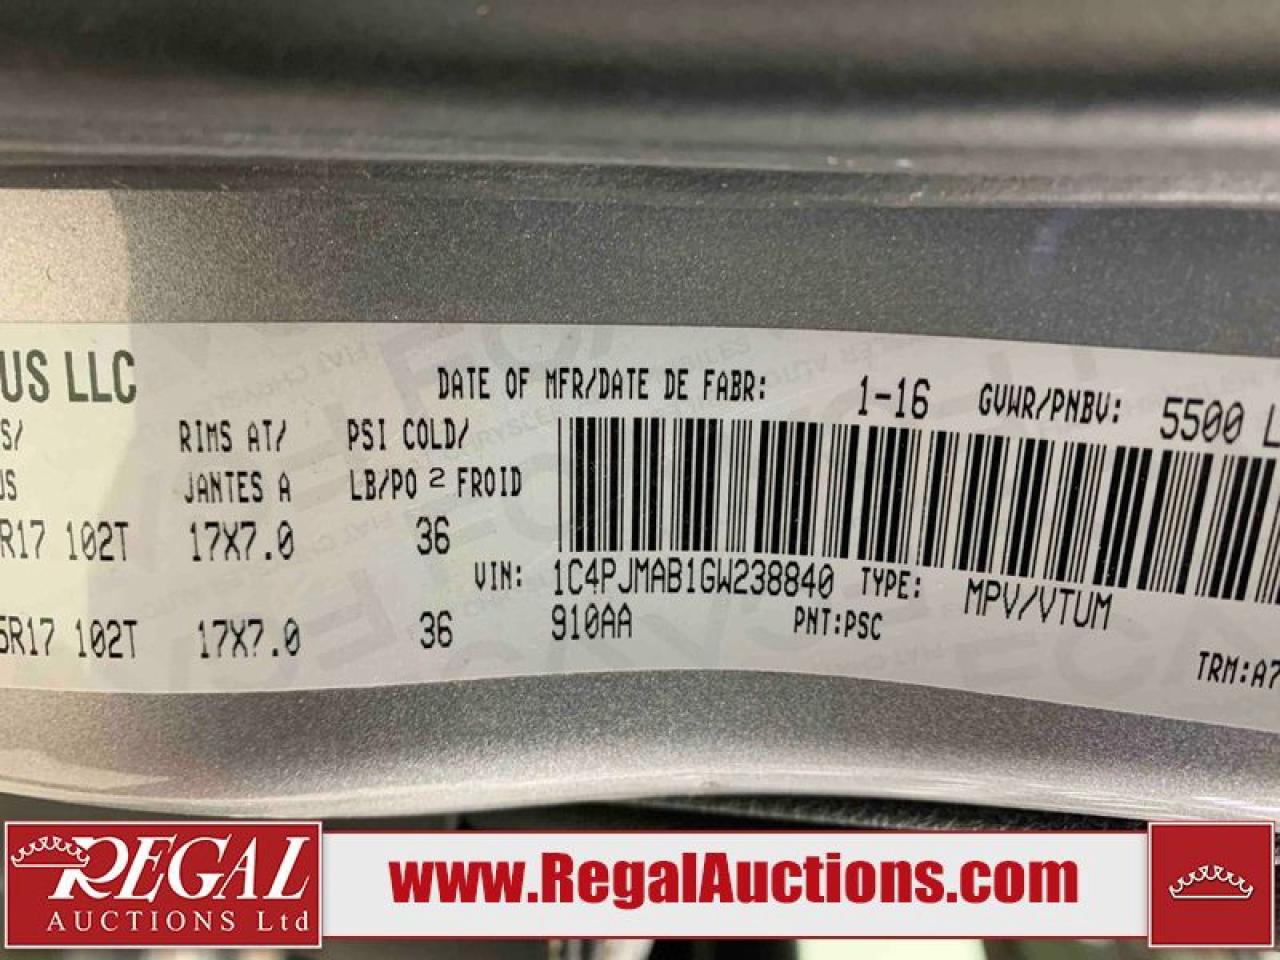 US LLC
DATE OF MFR/DATE DE FABR: 1-16 GVWR/PNBV: 5500 L
S/ RIMS AT/ PSI COLD/
US JANTES A LB/PO 2 FROID
R17 102T 17X7.0 36
VIN: 1C4PJMAB1GW238840 TYPE: MPV/VTUM
5R17 102T 17X7.0 36 910AA PNT:PSC
TRM:A7
REGAL
AUCTIONS Ltd
www.RegalAuctions.com